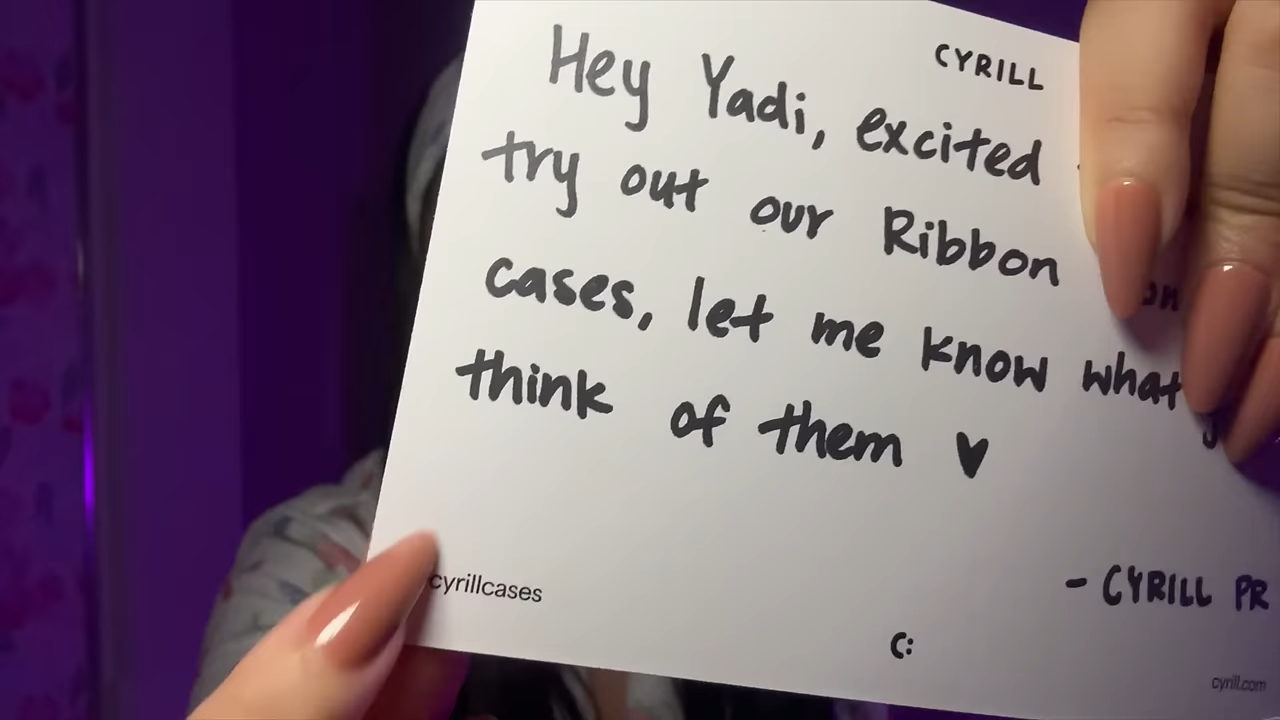 CYRILL
Hey Yadi, excited
try out our Ribbon
cases, let me know what
think of them ♥
- CYRILL PR
cyrillcases
C:
cyrill.com